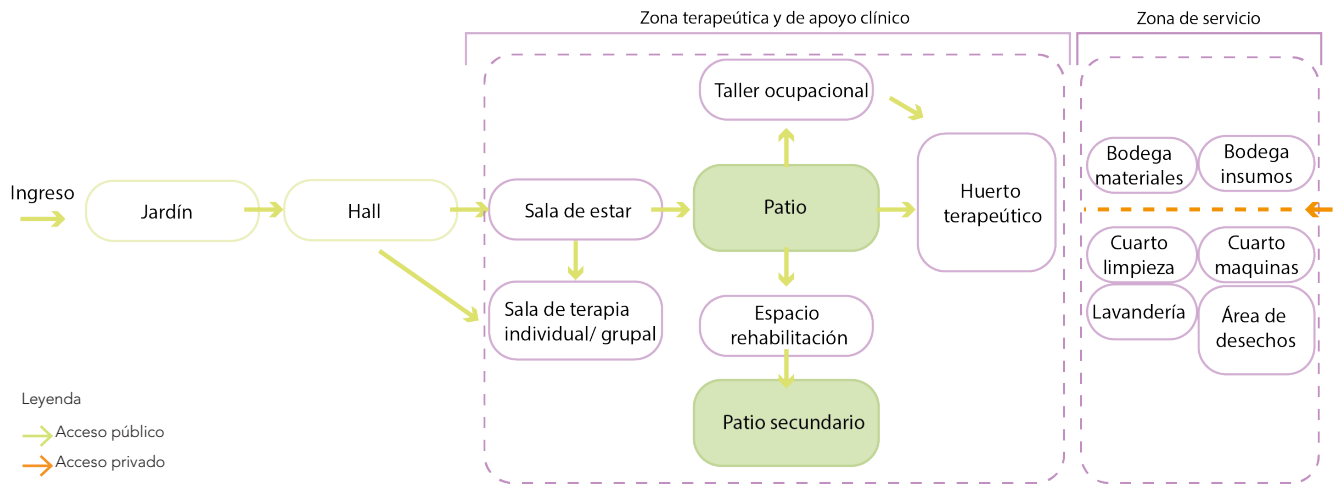 Zona terapeútica y de apoyo clínico
Zona de servicio
Taller ocupacional
Bodega
materiales
Bodega
insumos
Ingreso
Jardín
Hall
Sala de estar
Patio
Huerto
terapeútico
Cuarto
limpieza
Cuarto
maquinas
Sala de terapia
individual/ grupal
Espacio
rehabilitación
Lavandería
Área de
desechos
Patio secundario
Leyenda
Acceso público
Acceso privado